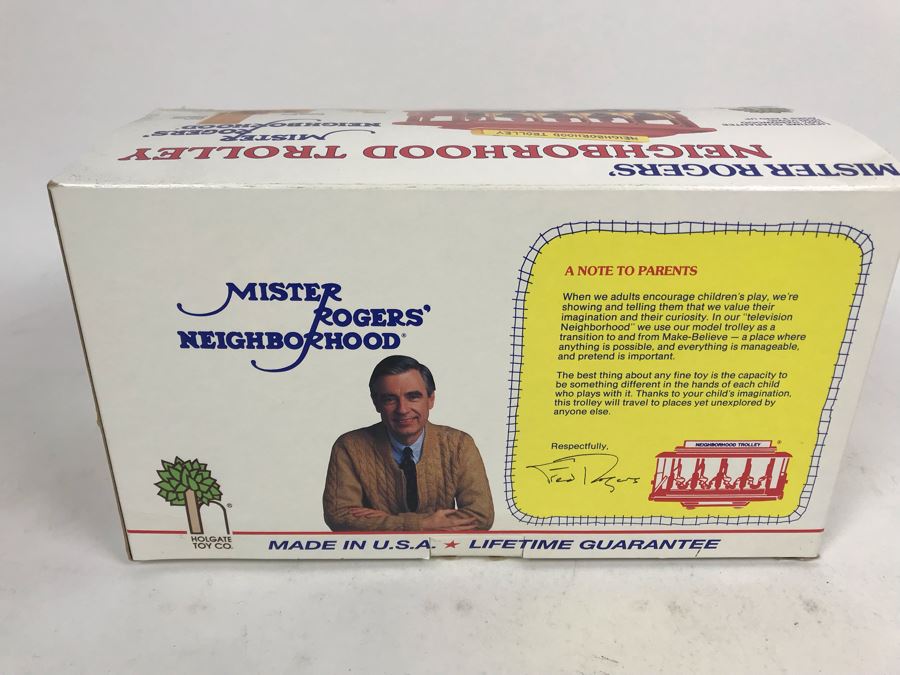 MISTER ROGERS'
NEIGHBORHOOD TROLLEY
MISTER
ROGERS'
NEIGHBORHOOD
NEIGHBORHOOD TROLLEY
MISTER
ROGERS'
NEIGHBORHOOD®
A NOTE TO PARENTS
When we adults encourage children's play, we're
showing and telling them that we value their
imagination and their curiosity. In our "television
Neighborhood" we use our model trolley as a
transition to and from Make-Believe — a place where
anything is possible, and everything is manageable,
and pretend is important.
The best thing about any fine toy is the capacity to
be something different in the hands of each child
who plays with it. Thanks to your child's imagination,
this trolley will travel to places yet unexplored by
anyone else.
Respectfully,
Fred Rogers
NEIGHBORHOOD TROLLEY
®
®
HOLGATE
TOY CO.
MADE IN U.S.A. ★ LIFETIME GUARANTEE